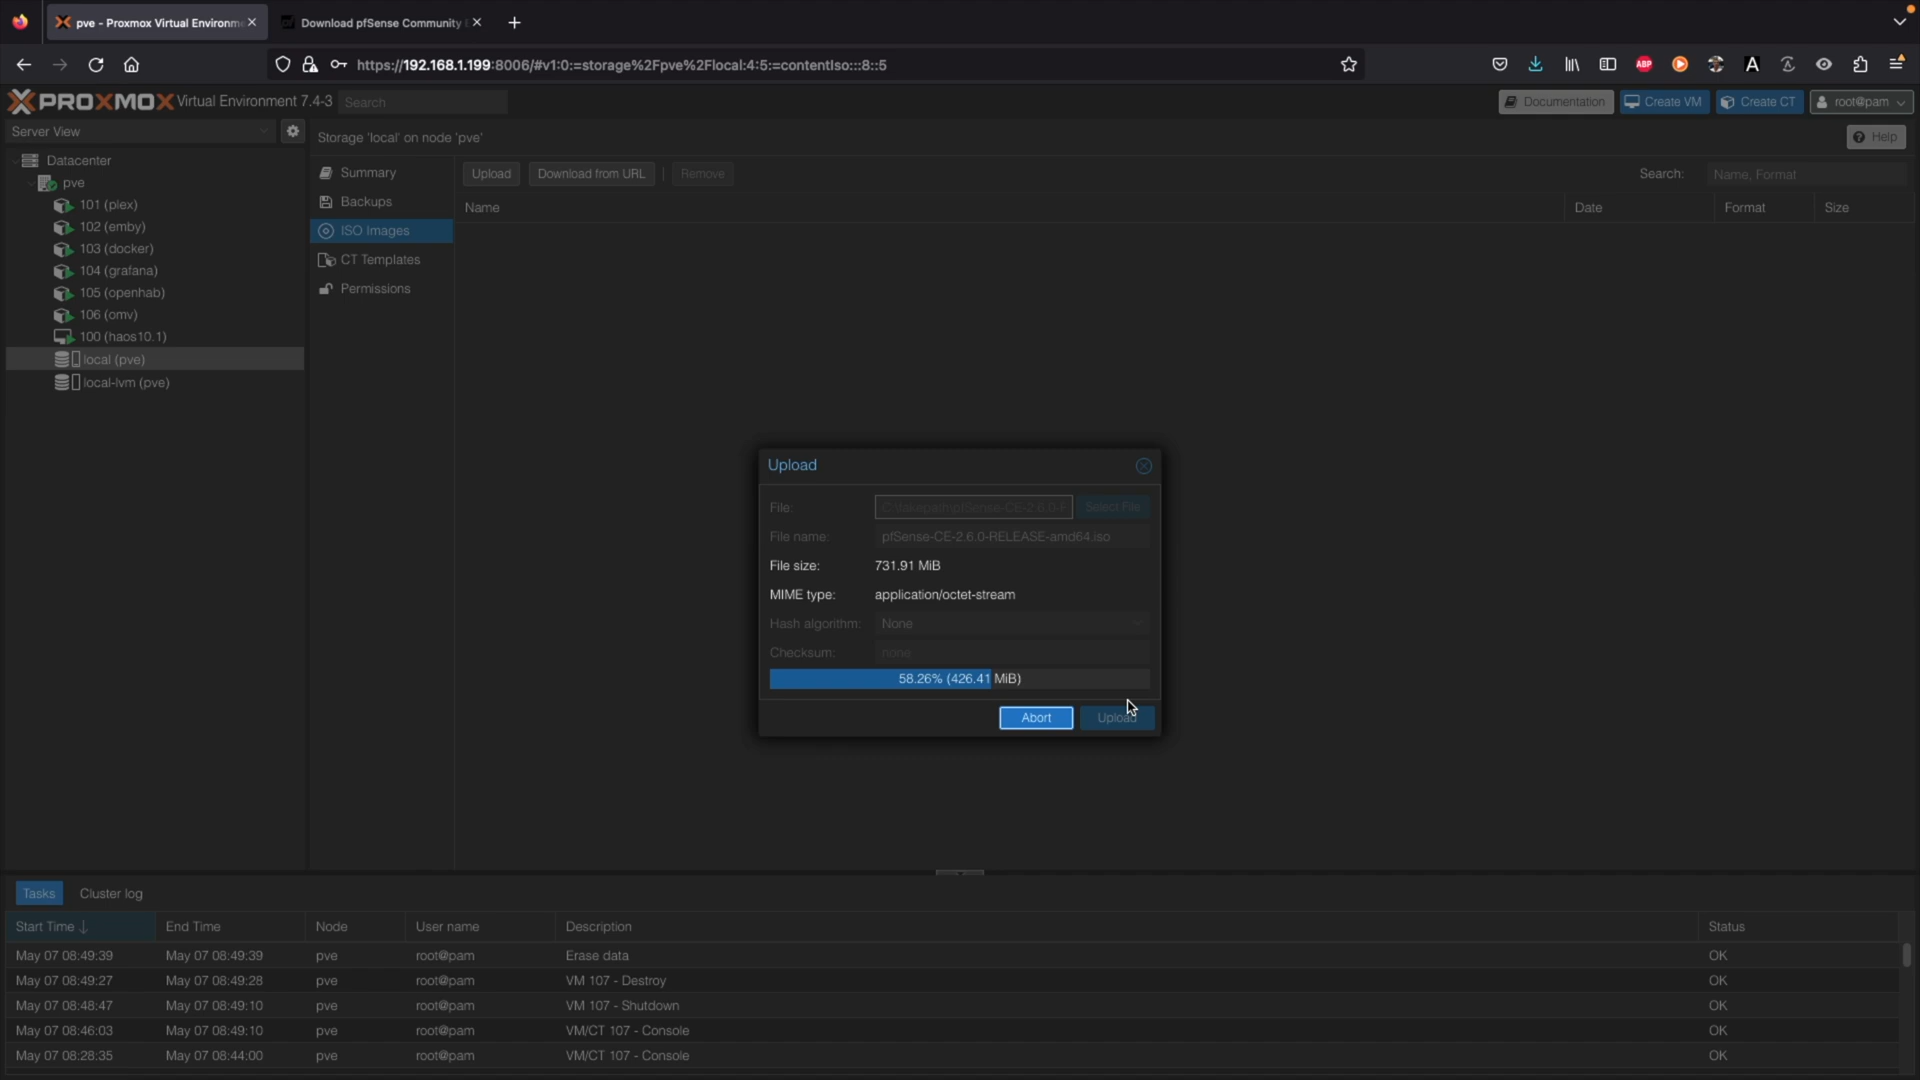 pve - Proxmox Virtual Environm
Download pfSense Community
https://192.168.1.199:8006/#v1:0:=storage%2Fpve%2Flocal:4:5:=contentIso:::8::5
ABP
A
PROXMOX Virtual Environment 7.4-3
Search
Documentation
Create VM
Create CT
root@pam
Server View
Storage 'local' on node 'pve'
Help
Datacenter
pve
101 (plex)
102 (emby)
103 (docker)
104 (grafana)
105 (openhab)
106 (omv)
100 (haos10.1)
local (pve)
local-lvm (pve)
Summary
Backups
ISO Images
CT Templates
Permissions
Upload
Download from URL
Remove
Search:
Name, Format
Name
Date
Format
Size
Upload
File:
C:\fakepath\pfSense-CE-2.6.0-R
Select File
File name:
pfSense-CE-2.6.0-RELEASE-amd64.iso
File size:
731.91 MiB
MIME type:
application/octet-stream
Hash algorithm:
None
Checksum:
none
58.26% (426.41 MiB)
Abort
Upload
Tasks
Cluster log
Start Time
End Time
Node
User name
Description
Status
May 07 08:49:39 May 07 08:49:39 pve root@pam Erase data OK
May 07 08:49:27 May 07 08:49:28 pve root@pam VM 107 - Destroy OK
May 07 08:48:47 May 07 08:49:10 pve root@pam VM 107 - Shutdown OK
May 07 08:46:03 May 07 08:49:10 pve root@pam VM/CT 107 - Console OK
May 07 08:28:35 May 07 08:44:00 pve root@pam VM/CT 107 - Console OK